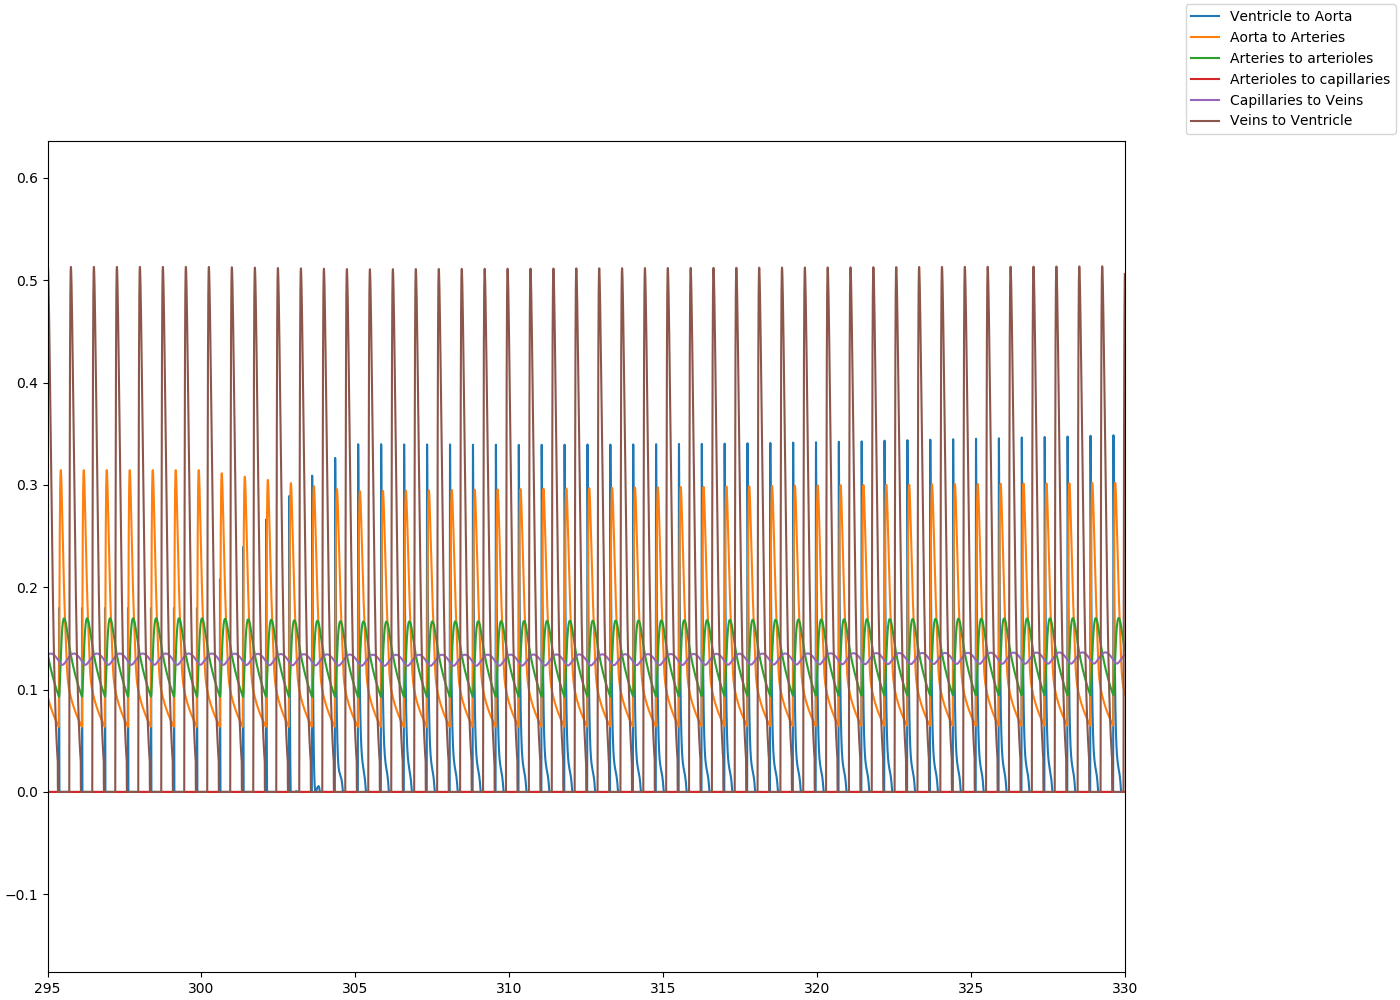 Ventricle to Aorta
Aorta to Arteries
Arteries to arterioles
Arterioles to capillaries
Capillaries to Veins
Veins to Ventricle
0.6
0.5
0.4
0.3
0.2
0.1
0.0
−0.1
295 300 305 310 315 320 325 330